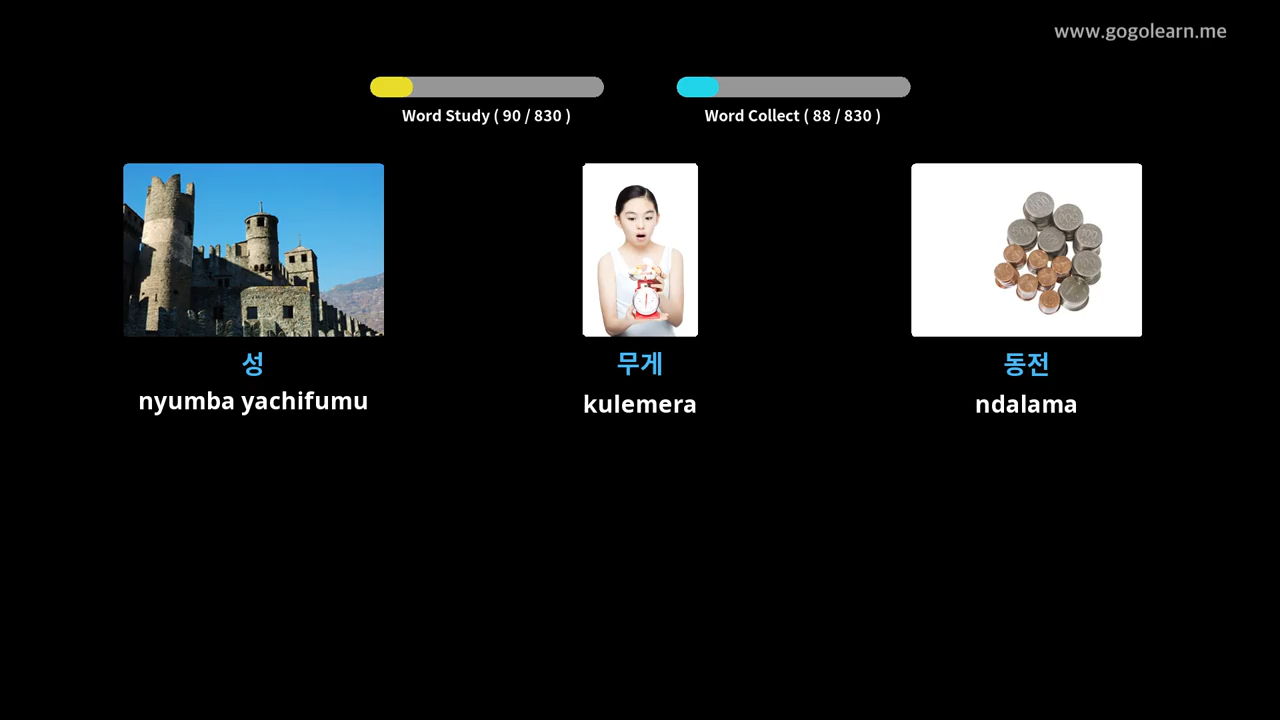 www.gogolearn.me
Word Study ( 90 / 830 )
Word Collect ( 88 / 830 )
성
무게
동전
nyumba yachifumu
kulemera
ndalama